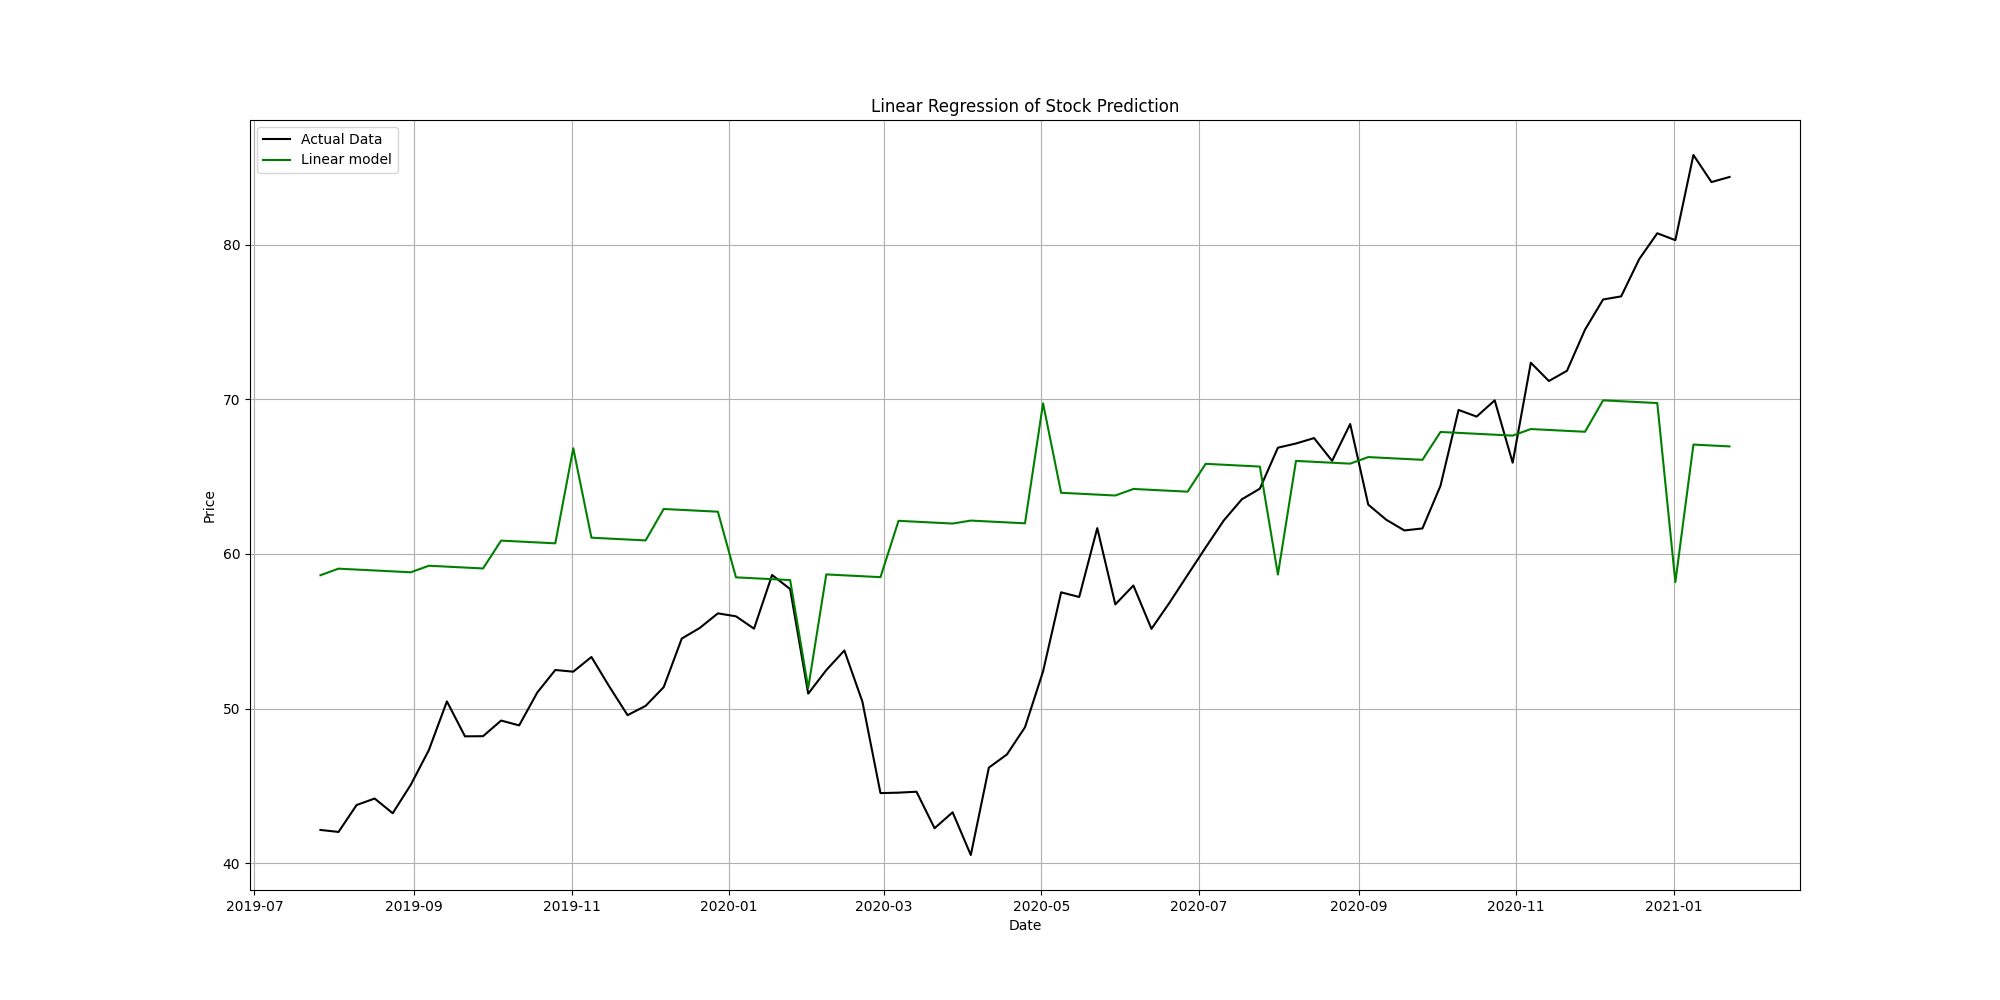 Linear Regression of Stock Prediction
Actual Data
Linear model
Price
80
70
60
50
40
2019-07 2019-09 2019-11 2020-01 2020-03 2020-05 2020-07 2020-09 2020-11 2021-01
Date